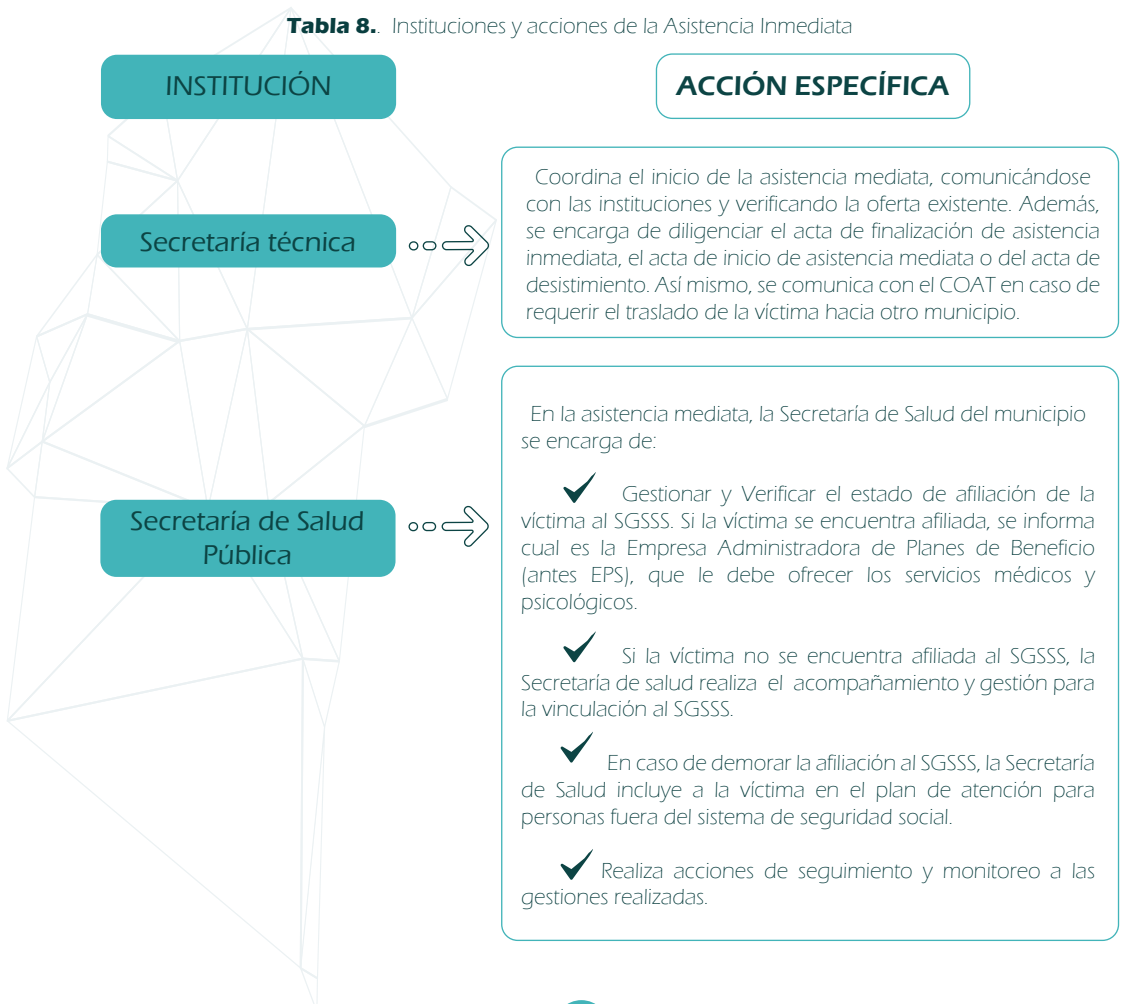 Tabla 8.. Instituciones y acciones de la Asistencia Inmediata
INSTITUCIÓN
ACCIÓN ESPECÍFICA
Secretaría técnica
Coordina el inicio de la asistencia mediata, comunicándose
con las instituciones y verificando la oferta existente. Además,
se encarga de diligenciar el acta de finalización de asistencia
inmediata, el acta de inicio de asistencia mediata o del acta de
desistimiento. Así mismo, se comunica con el COAT en caso de
requerir el traslado de la víctima hacia otro municipio.
Secretaría de Salud
Pública
En la asistencia mediata, la Secretaría de Salud del municipio
se encarga de:
Gestionar y Verificar el estado de afiliación de la
víctima al SGSSS. Si la víctima se encuentra afiliada, se informa
cual es la Empresa Administradora de Planes de Beneficio
(antes EPS), que le debe ofrecer los servicios médicos y
psicológicos.
Si la víctima no se encuentra afiliada al SGSSS, la
Secretaría de salud realiza el acompañamiento y gestión para
la vinculación al SGSSS.
En caso de demorar la afiliación al SGSSS, la Secretaría
de Salud incluye a la víctima en el plan de atención para
personas fuera del sistema de seguridad social.
Realiza acciones de seguimiento y monitoreo a las
gestiones realizadas.